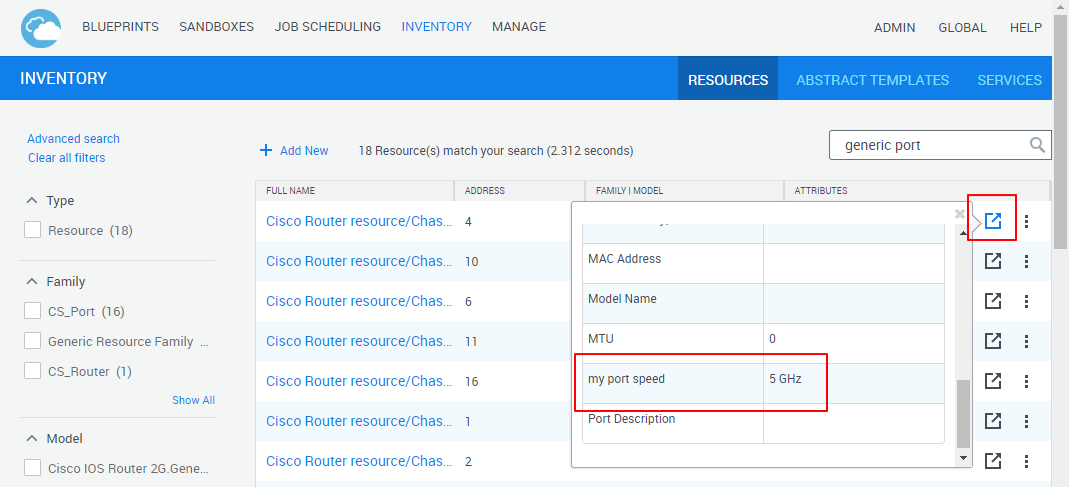 BLUEPRINTS SANDBOXES JOB SCHEDULING INVENTORY MANAGE ADMIN GLOBAL HELP
INVENTORY RESOURCES ABSTRACT TEMPLATES SERVICES
Advanced search
Clear all filters
Add New 18 Resource(s) match your search (2.312 seconds) generic port
FULL NAME ADDRESS FAMILY | MODEL ATTRIBUTES
Type
Resource (18)
Family
CS_Port (16)
Generic Resource Family ...
CS_Router (1)
Show All
Model
Cisco IOS Router 2G.Gene...
Cisco Router resource/Chas... 4
Cisco Router resource/Chas... 10
Cisco Router resource/Chas... 6
Cisco Router resource/Chas... 11
Cisco Router resource/Chas... 16
Cisco Router resource/Chas... 1
Cisco Router resource/Chas... 2
MAC Address
Model Name
MTU 0
my port speed 5 GHz
Port Description